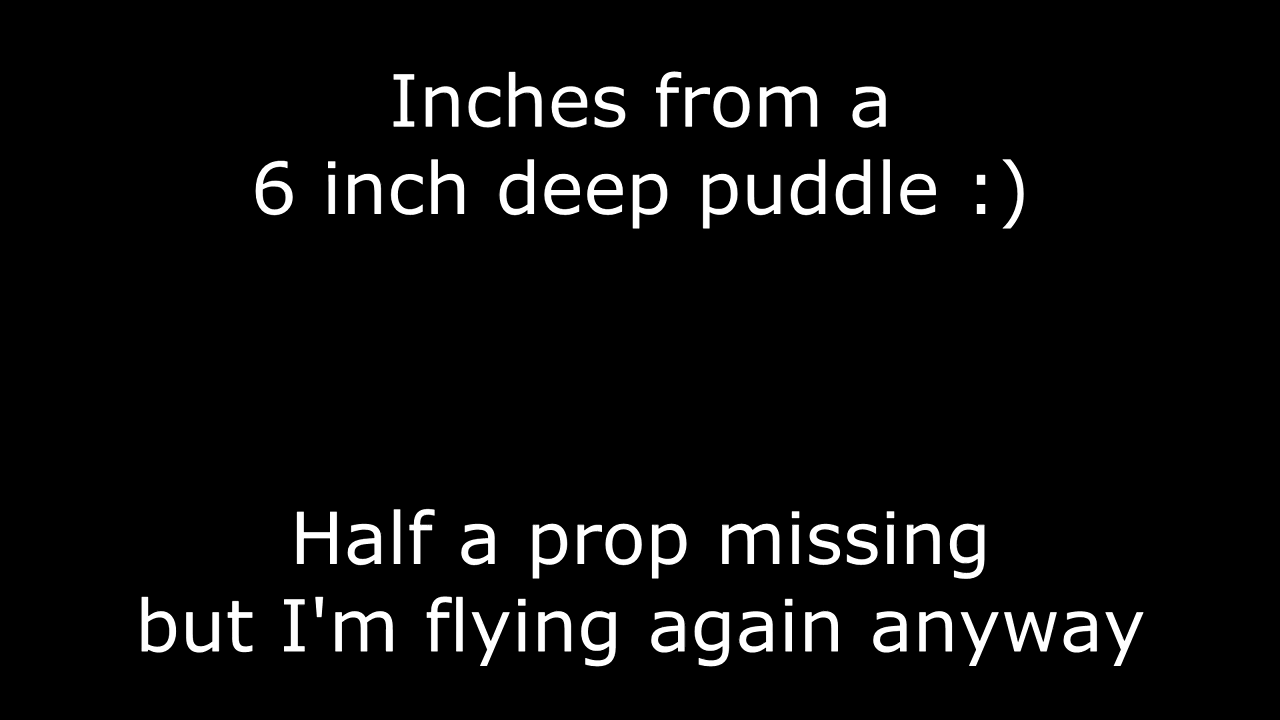 Inches from a
6 inch deep puddle :)
Half a prop missing
but I'm flying again anyway